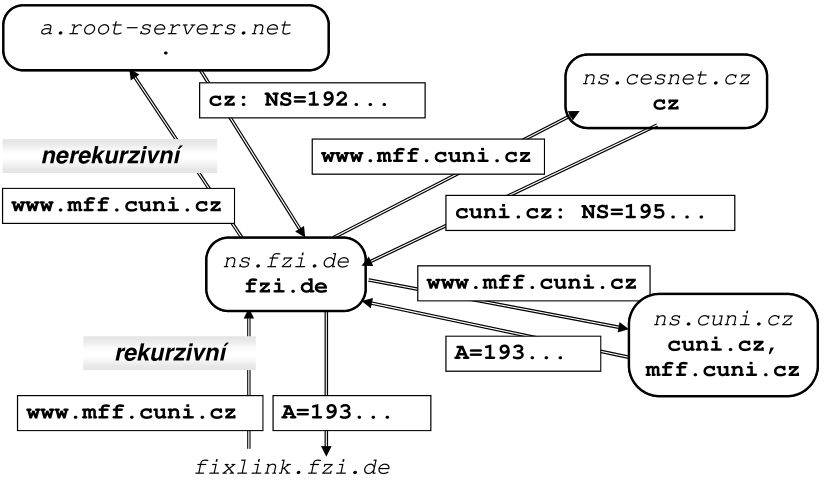 a.root-servers.net
.
cz: NS=192...
ns.cesnet.cz
cz
nerekurzivní
www.mff.cuni.cz
www.mff.cuni.cz
cuni.cz: NS=195...
ns.fzi.de
fzi.de
www.mff.cuni.cz
ns.cuni.cz
cuni.cz,
mff.cuni.cz
rekurzivní
A=193...
www.mff.cuni.cz
A=193...
fixlink.fzi.de